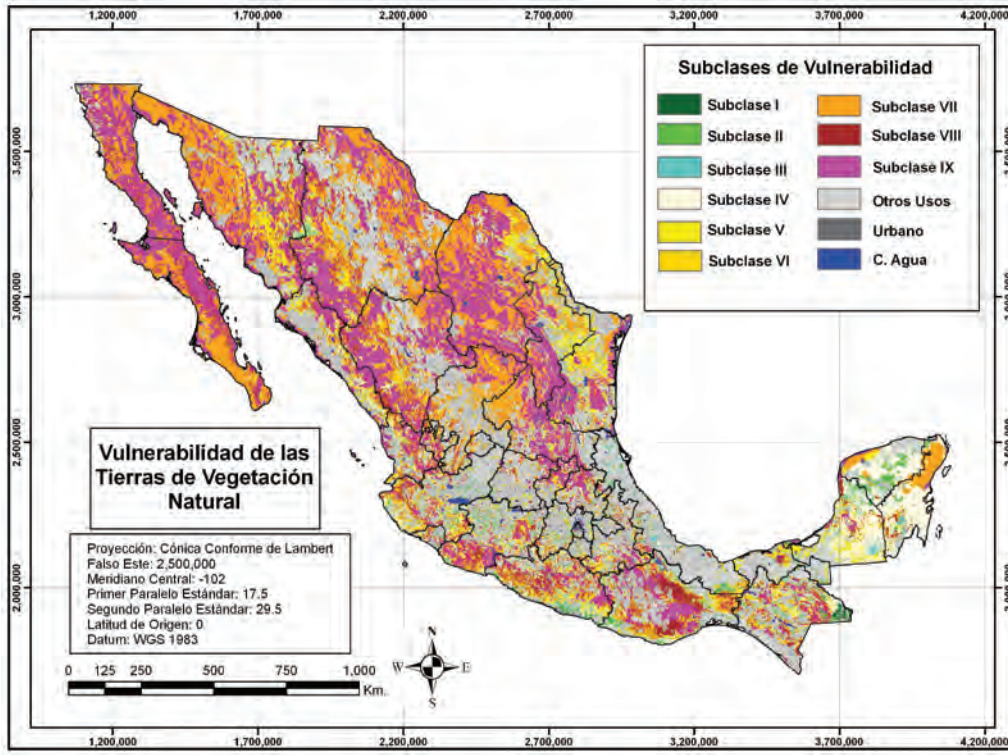 1,200,000 1,700,000 2,200,000 2,700,000 3,200,000 3,700,000 4,200,000
Subclases de Vulnerabilidad
Subclase I
Subclase II
Subclase III
Subclase IV
Subclase V
Subclase VI
Subclase VII
Subclase VIII
Subclase IX
Otros Usos
Urbano
C. Agua
3,500,000
3,000,000
2,500,000
2,000,000
Vulnerabilidad de las
Tierras de Vegetación
Natural
Proyección: Cónica Conforme de Lambert
Falso Este: 2,500,000
Meridiano Central: -102
Primer Paralelo Estándar: 17.5
Segundo Paralelo Estándar: 29.5
Latitud de Origen: 0
Datum: WGS 1983
N
W E
S
0 125 250 500 750 1,000
Km.
1,200,000 1,700,000 2,200,000 2,700,000 3,200,000 3,700,000 4,200,000